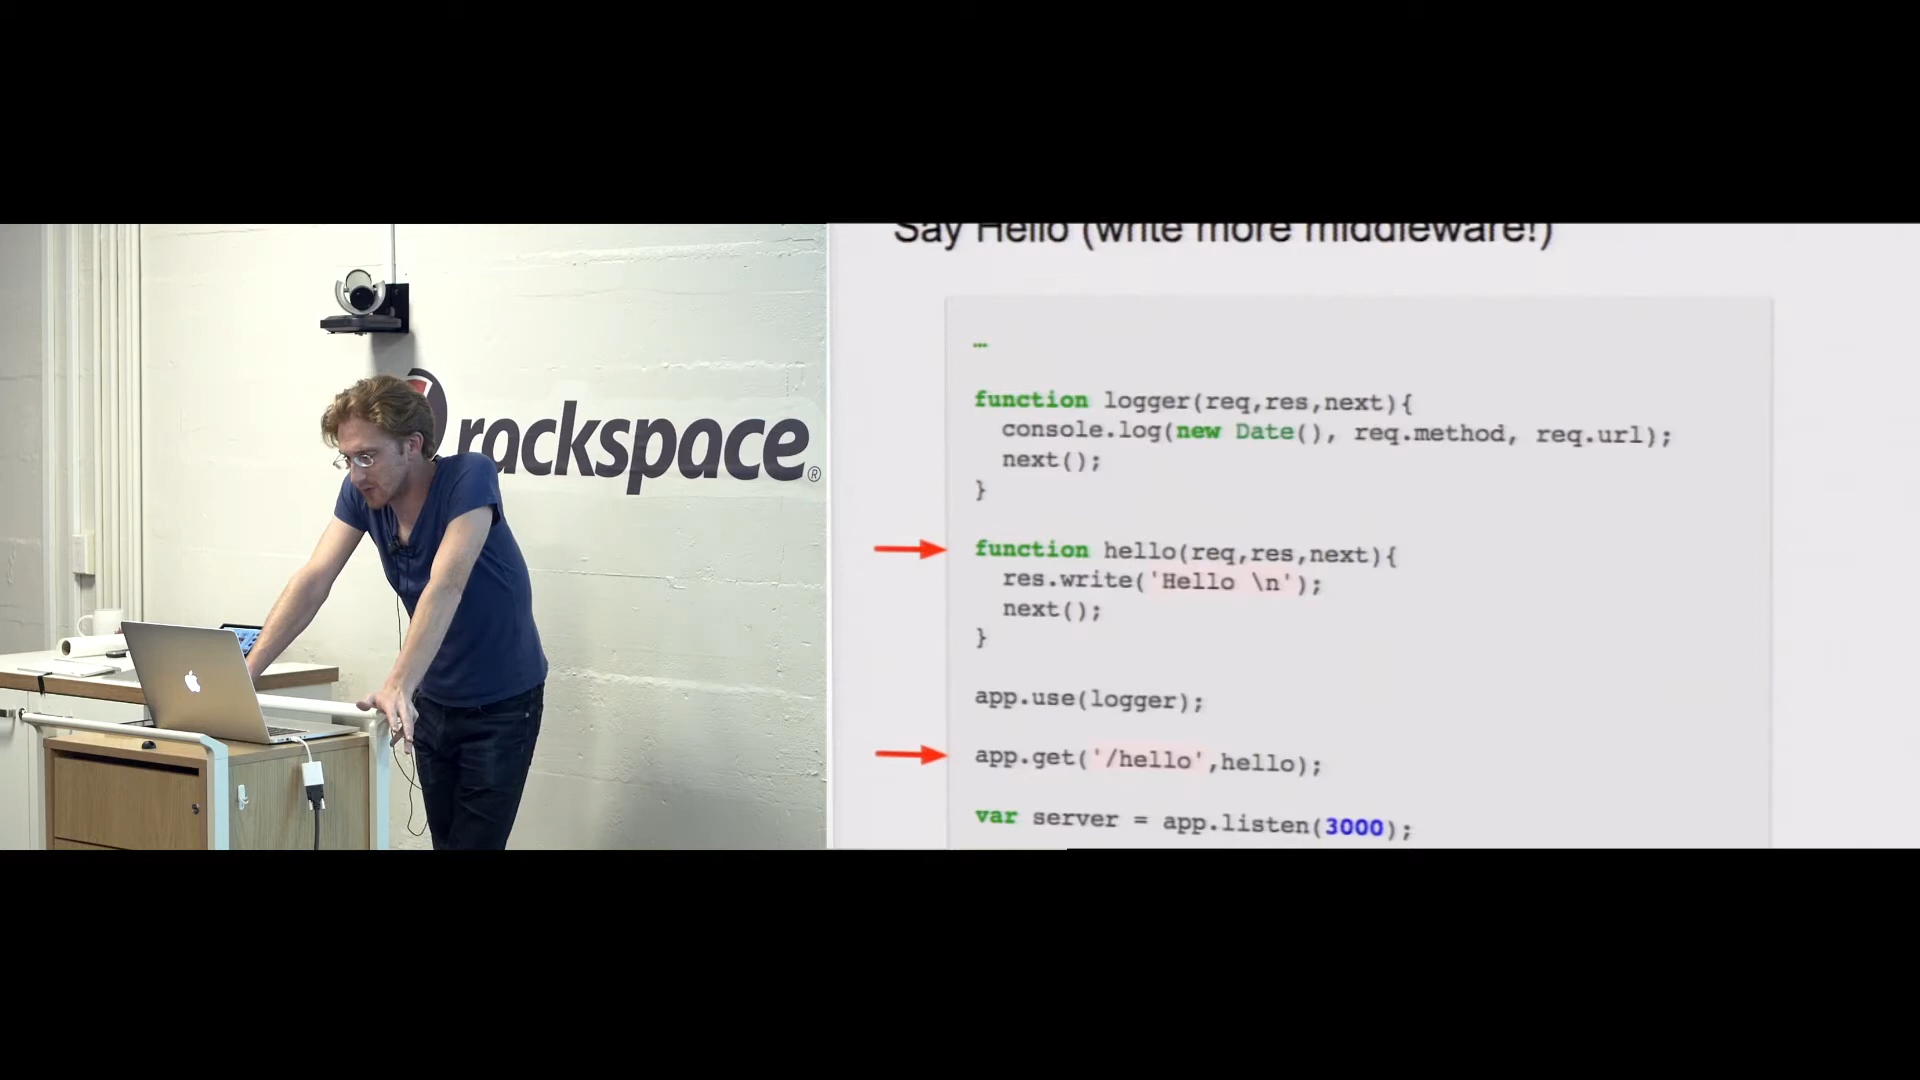 rackspace®
Say Hello (write more middleware!)
…
function logger(req,res,next){
console.log(new Date(), req.method, req.url);
next();
}
function hello(req,res,next){
res.write('Hello \n');
next();
}
app.use(logger);
app.get('/hello',hello);
var server = app.listen(3000);